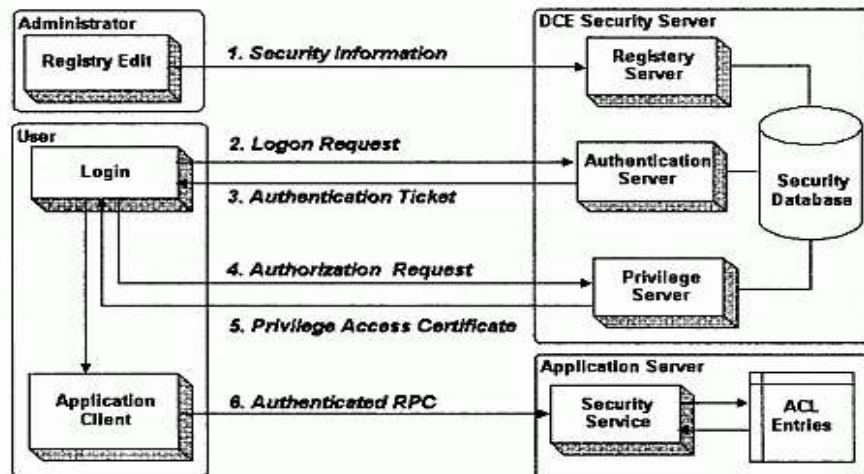 Administrator
Registry Edit
1. Security Information
DCE Security Server
Registery
Server
User
Login
2. Logon Request
3. Authentication Ticket
Authentication
Server
Security
Database
4. Authorization Request
5. Privilege Access Certificate
Privilege
Server
Application
Client
6. Authenticated RPC
Application Server
Security
Service
ACL
Entries